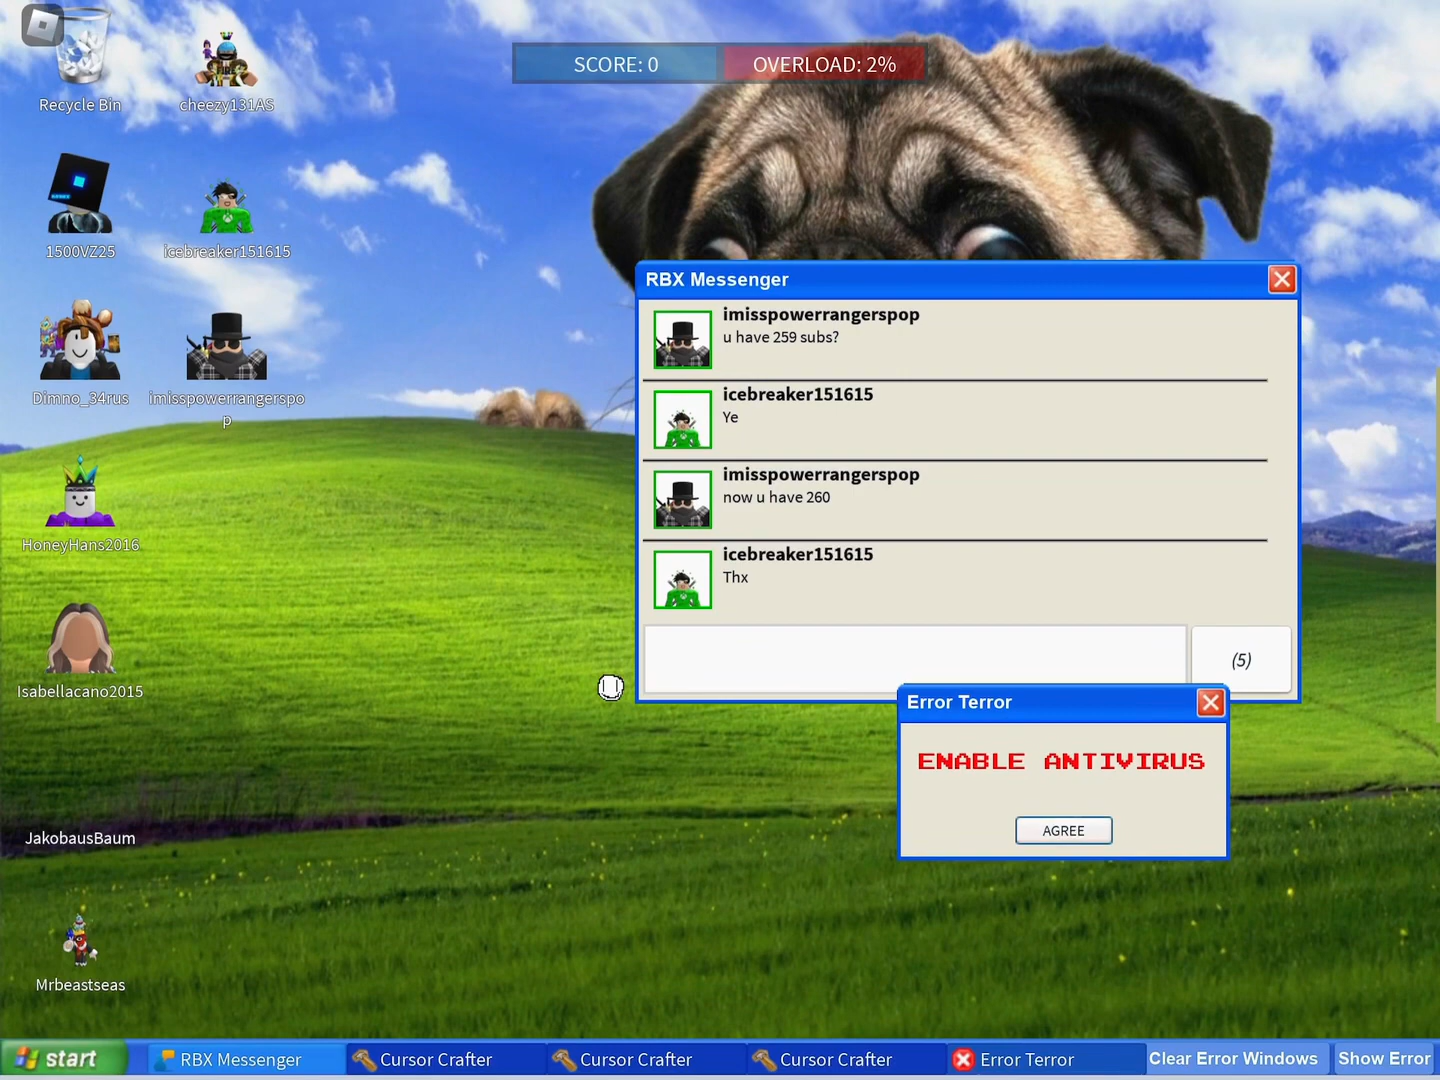 SCORE: 0
OVERLOAD: 2%
Recycle Bin
cheezy131AS
1500VZ25
icebreaker151615
Dimno_34rus
imisspowerrangerspo
p
HoneyHans2016
Isabellacano2015
JakobausBaum
Mrbeastseas
RBX Messenger
imisspowerrangerspop
u have 259 subs?
icebreaker151615
Ye
imisspowerrangerspop
now u have 260
icebreaker151615
Thx
(5)
Error Terror
ENABLE ANTIVIRUS
AGREE
start
RBX Messenger
Cursor Crafter
Cursor Crafter
Cursor Crafter
Error Terror
Clear Error Windows
Show Error